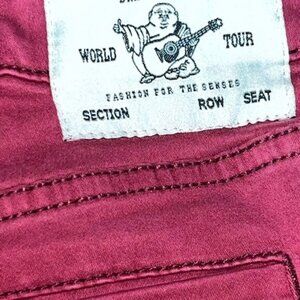 WORLD TOUR
FASHION FOR THE SENSES
SECTION ROW SEAT